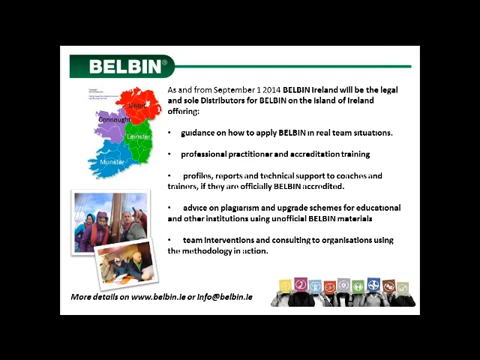 BELBIN®
As and from September 1 2014 BELBIN Ireland will be the legal
and sole Distributors for BELBIN on the Island of Ireland
offering:
• guidance on how to apply BELBIN in real team situations.
• professional practitioner and accreditation training
• profiles, reports and technical support to coaches and
trainers, if they are officially BELBIN accredited.
• advice on plagiarism and upgrade schemes for educational
and other institutions using unofficial BELBIN materials
• team interventions and consulting to organisations using
the methodology in action.
Ulster
Connaught
Leinster
Munster
More details on www.belbin.ie or info@belbin.ie